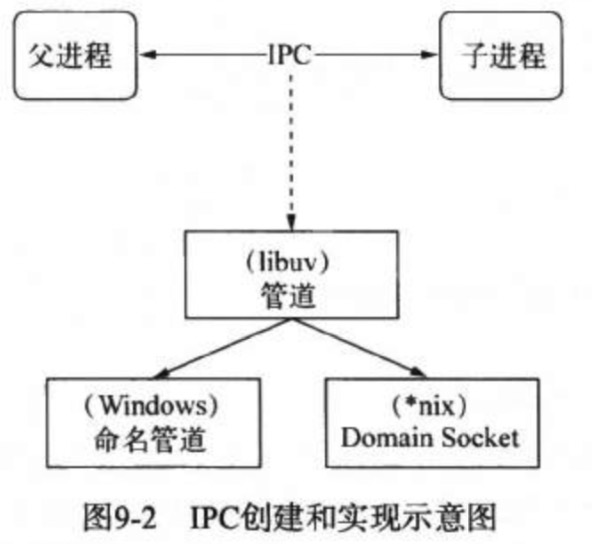 父进程
IPC
子进程
(libuv)
管道
(Windows)
命名管道
(*nix)
Domain Socket
图9-2 IPC创建和实现示意图